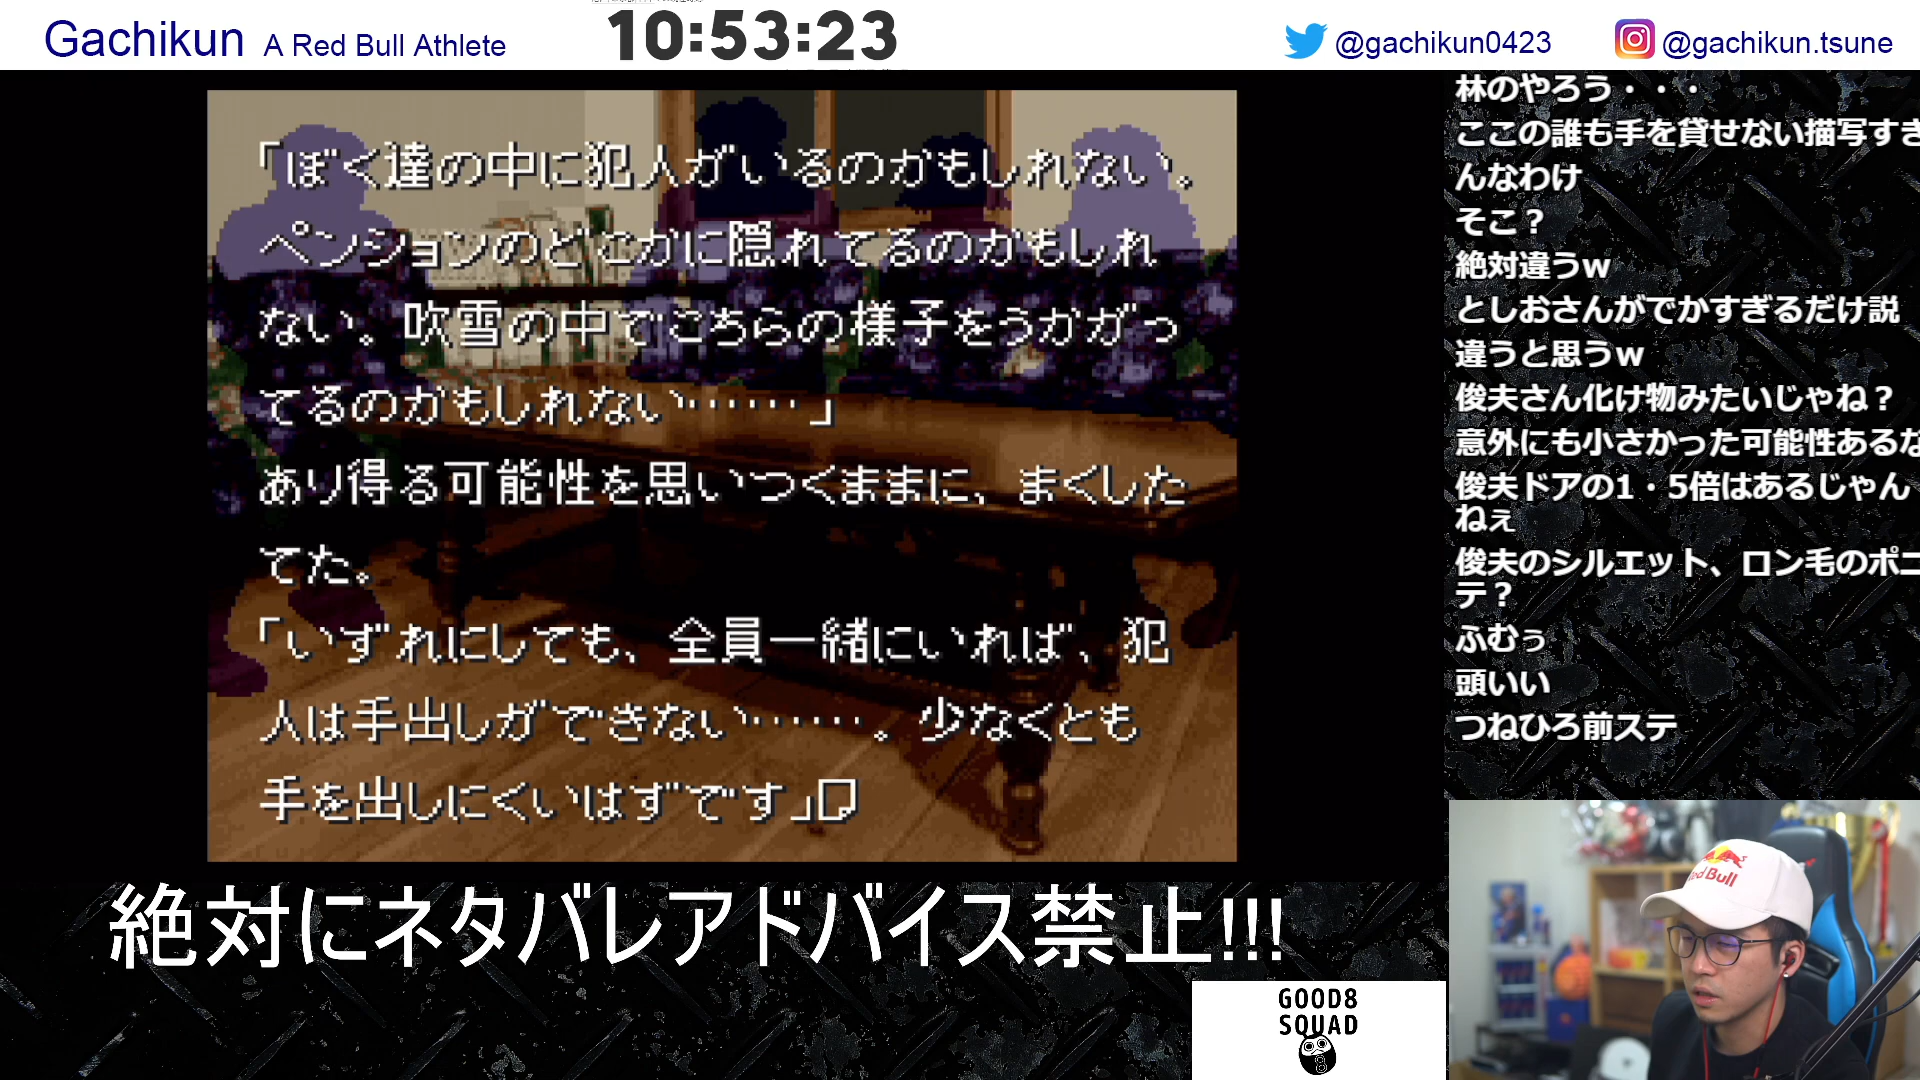 Gachikun A Red Bull Athlete
10:53:23
@gachikun0423
@gachikun.tsune
「ぼく達の中に犯人がいるのかもしれない。
ペンションのどこかに隠れてるのかもしれ
ない。吹雪の中でこちらの様子をうかがっ
てるのかもしれない……」
あり得る可能性を思いつくままに、まくした
てた。
「いずれにしても、全員一緒にいれば、犯
人は手出しができない……。少なくとも
手を出しにくいはずです」
林のやろう・・・
ここの誰も手を貸せない描写すき
んなわけ
そこ？
絶対違うw
としおさんがでかすぎるだけ説
違うと思うw
俊夫さん化け物みたいじゃね？
意外にも小さかった可能性あるな
俊夫ドアの1・5倍はあるじゃん
ねぇ
俊夫のシルエット、ロン毛のポニ
テ？
ふむぅ
頭いい
つねひろ前ステ
絶対にネタバレアドバイス禁止!!!
GOOD8
SQUAD
Red Bull